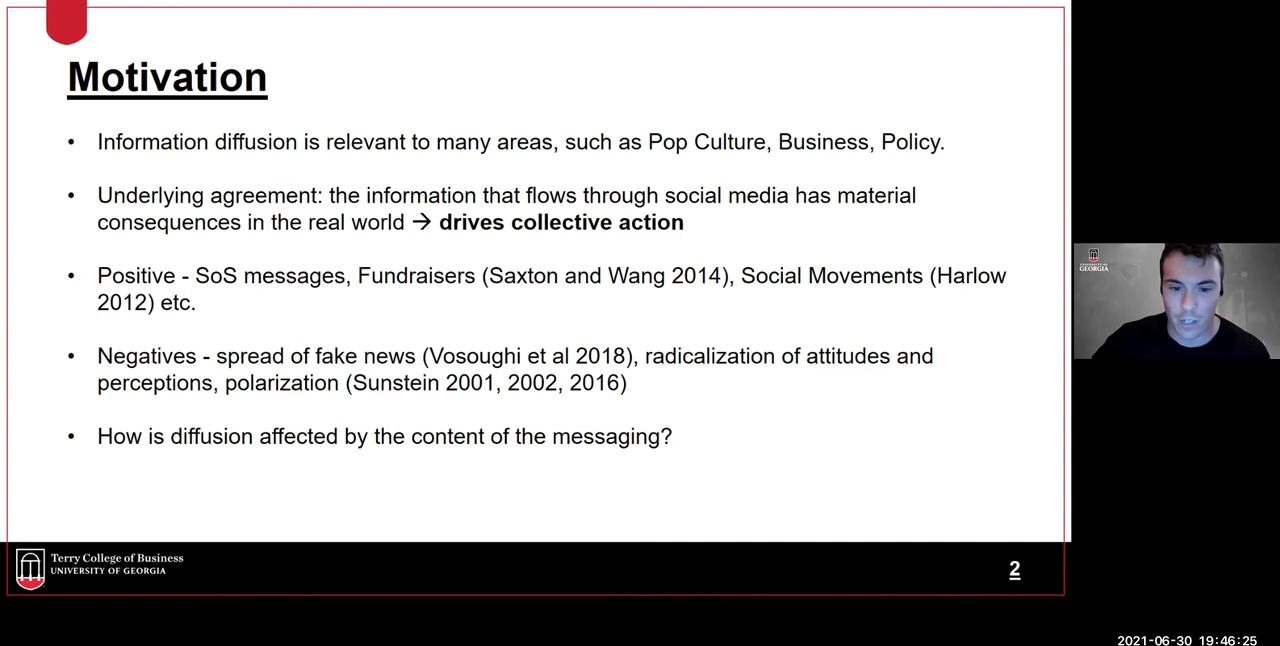 Motivation
• Information diffusion is relevant to many areas, such as Pop Culture, Business, Policy.
• Underlying agreement: the information that flows through social media has material
consequences in the real world → drives collective action
• Positive - SoS messages, Fundraisers (Saxton and Wang 2014), Social Movements (Harlow
2012) etc.
• Negatives - spread of fake news (Vosoughi et al 2018), radicalization of attitudes and
perceptions, polarization (Sunstein 2001, 2002, 2016)
• How is diffusion affected by the content of the messaging?
Terry College of Business
UNIVERSITY OF GEORGIA
2
GEORGIA
2021-06-30 19:46:25